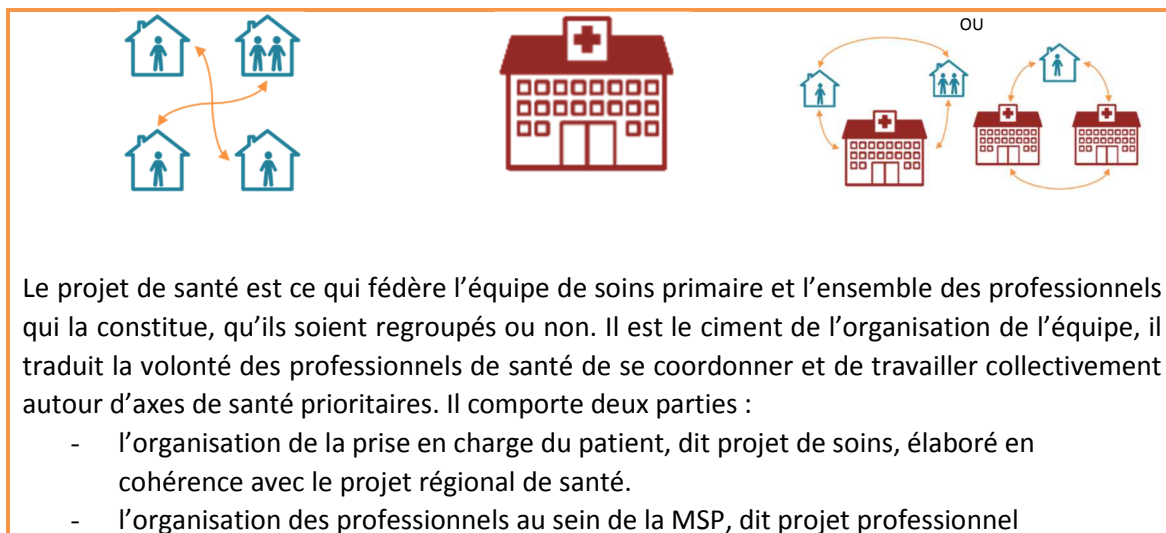 OU
Le projet de santé est ce qui fédère l’équipe de soins primaire et l’ensemble des professionnels
qui la constitue, qu’ils soient regroupés ou non. Il est le ciment de l’organisation de l’équipe, il
traduit la volonté des professionnels de santé de se coordonner et de travailler collectivement
autour d’axes de santé prioritaires. Il comporte deux parties :
- l’organisation de la prise en charge du patient, dit projet de soins, élaboré en
cohérence avec le projet régional de santé.
- l’organisation des professionnels au sein de la MSP, dit projet professionnel